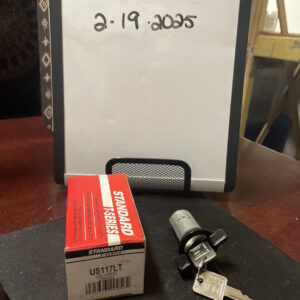 2·19·2025
STANDARD
T-SERIES
STANDARD
US117LT